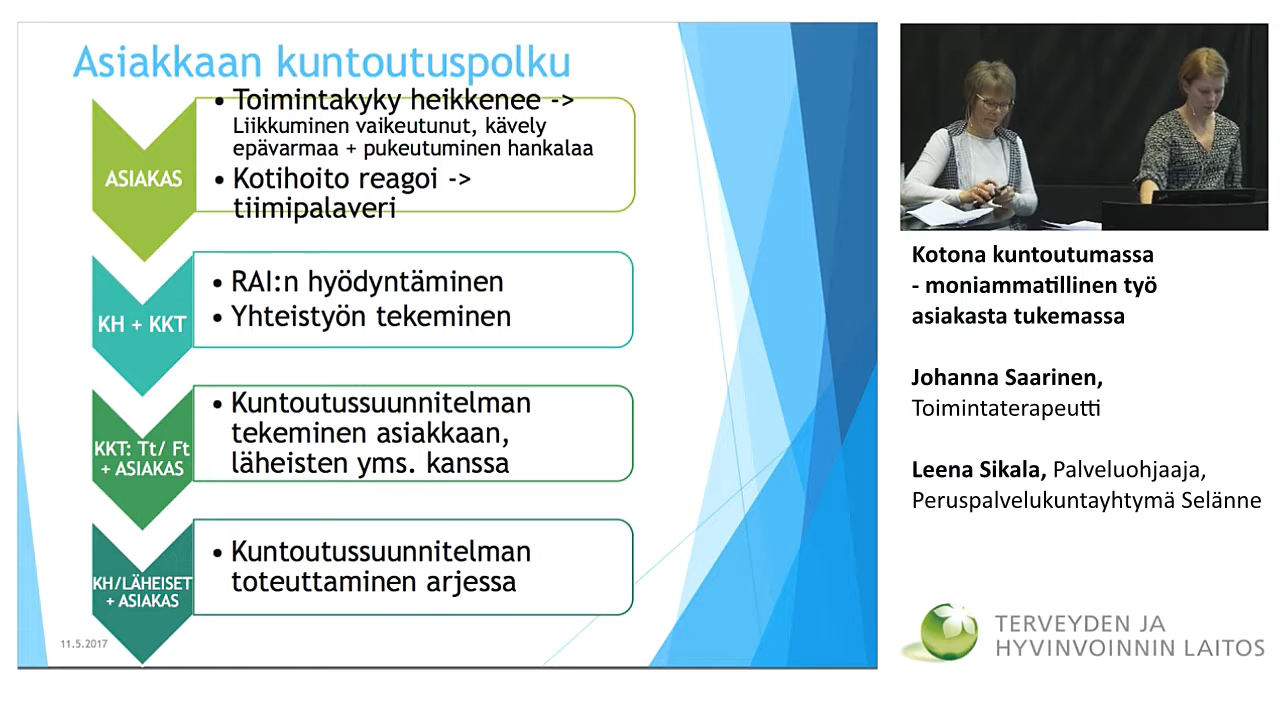 Asiakkaan kuntoutuspolku
ASIAKAS
• Toimintakyky heikkenee ->
Liikkuminen vaikeutunut, kävely
epävarmaa + pukeutuminen hankalaa
• Kotihoito reagoi ->
tiimipalaveri
KH + KKT
• RAI:n hyödyntäminen
• Yhteistyön tekeminen
KKT: Tt/ Ft
+ ASIAKAS
• Kuntoutussuunnitelman
tekeminen asiakkaan,
läheisten yms. kanssa
KH/LÄHEISET
+ ASIAKAS
• Kuntoutussuunnitelman
toteuttaminen arjessa
11.5.2017
Kotona kuntoutumassa
- moniammatillinen työ
asiakasta tukemassa
Johanna Saarinen,
Toimintaterapeutti
Leena Sikala, Palveluohjaaja,
Peruspalvelukuntayhtymä Selänne
TERVEYDEN JA
HYVINVOINNIN LAITOS